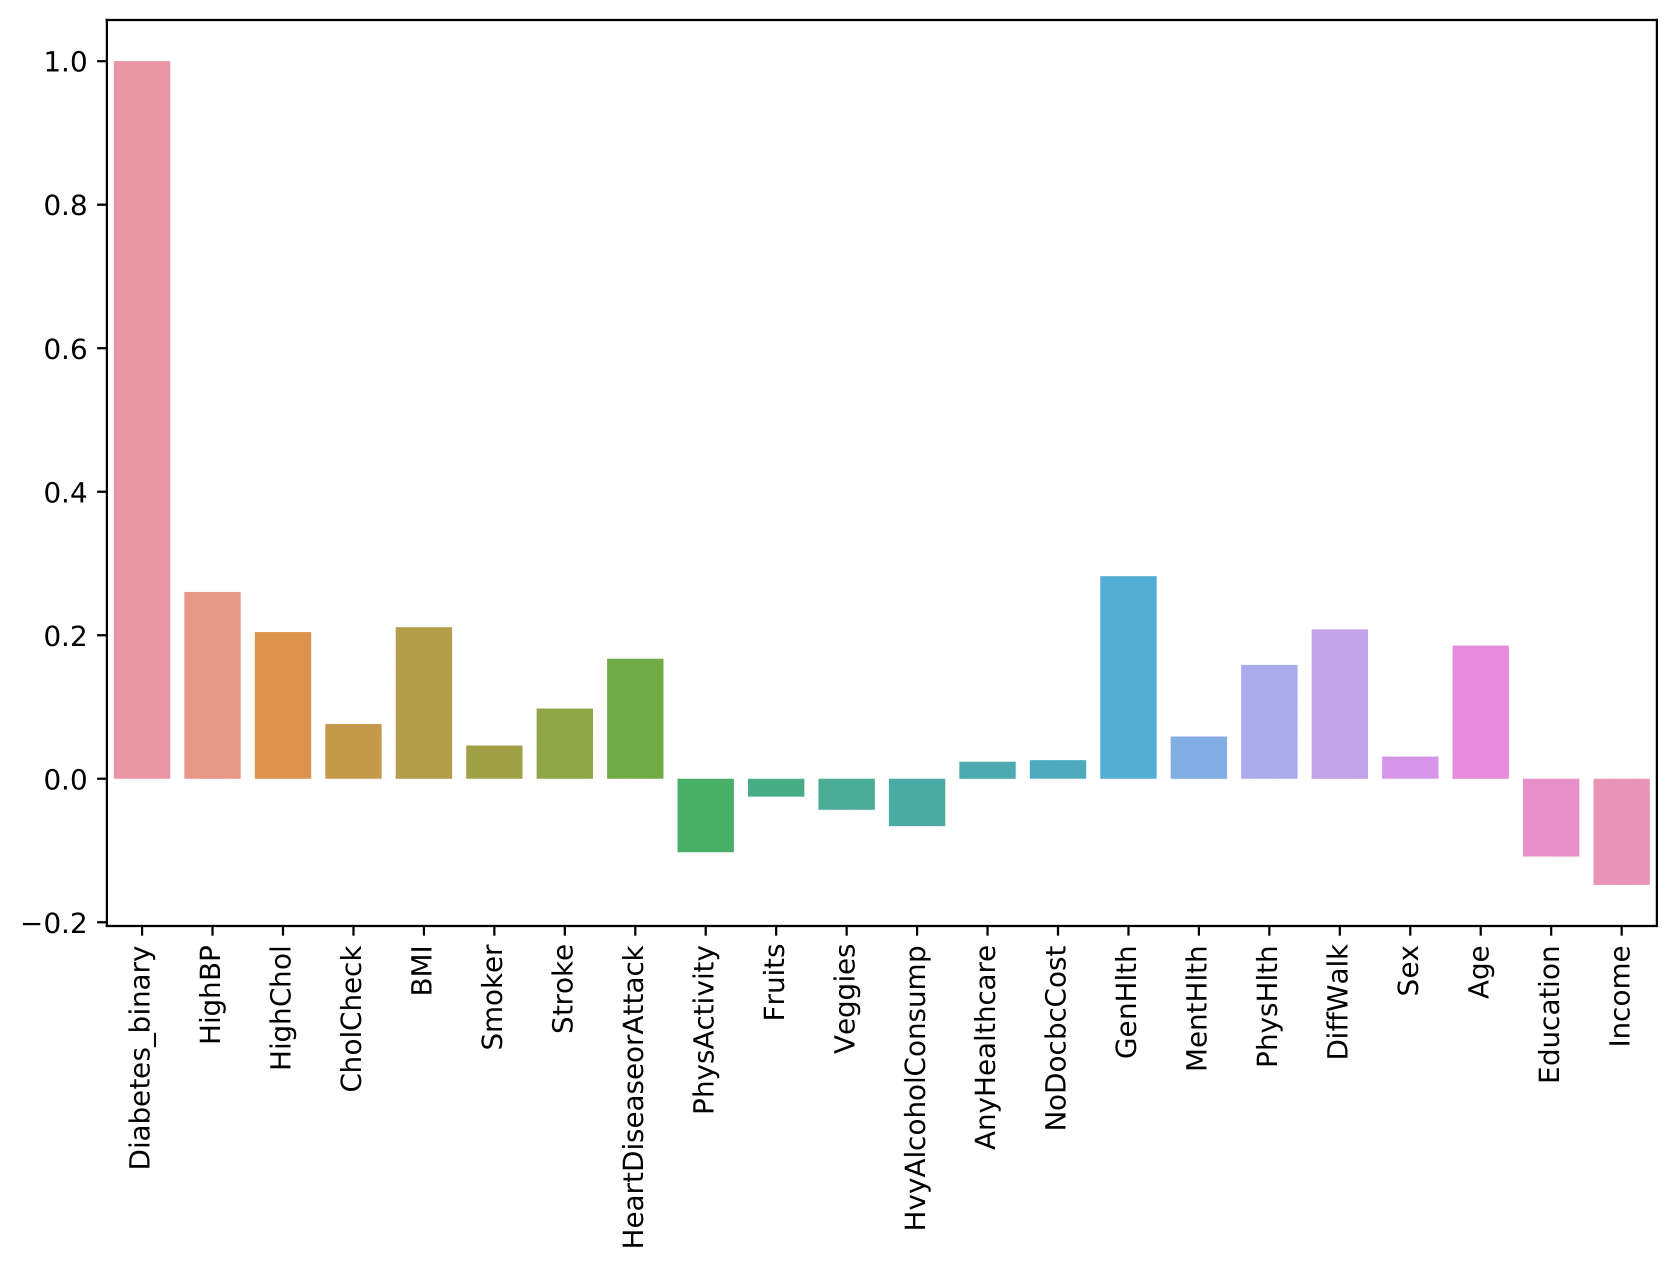 1.0
0.8
0.6
0.4
0.2
0.0
−0.2
Diabetes_binary
HighBP
HighChol
CholCheck
BMI
Smoker
Stroke
HeartDiseaseorAttack
PhysActivity
Fruits
Veggies
HvyAlcoholConsump
AnyHealthcare
NoDocbcCost
GenHlth
MentHlth
PhysHlth
DiffWalk
Sex
Age
Education
Income